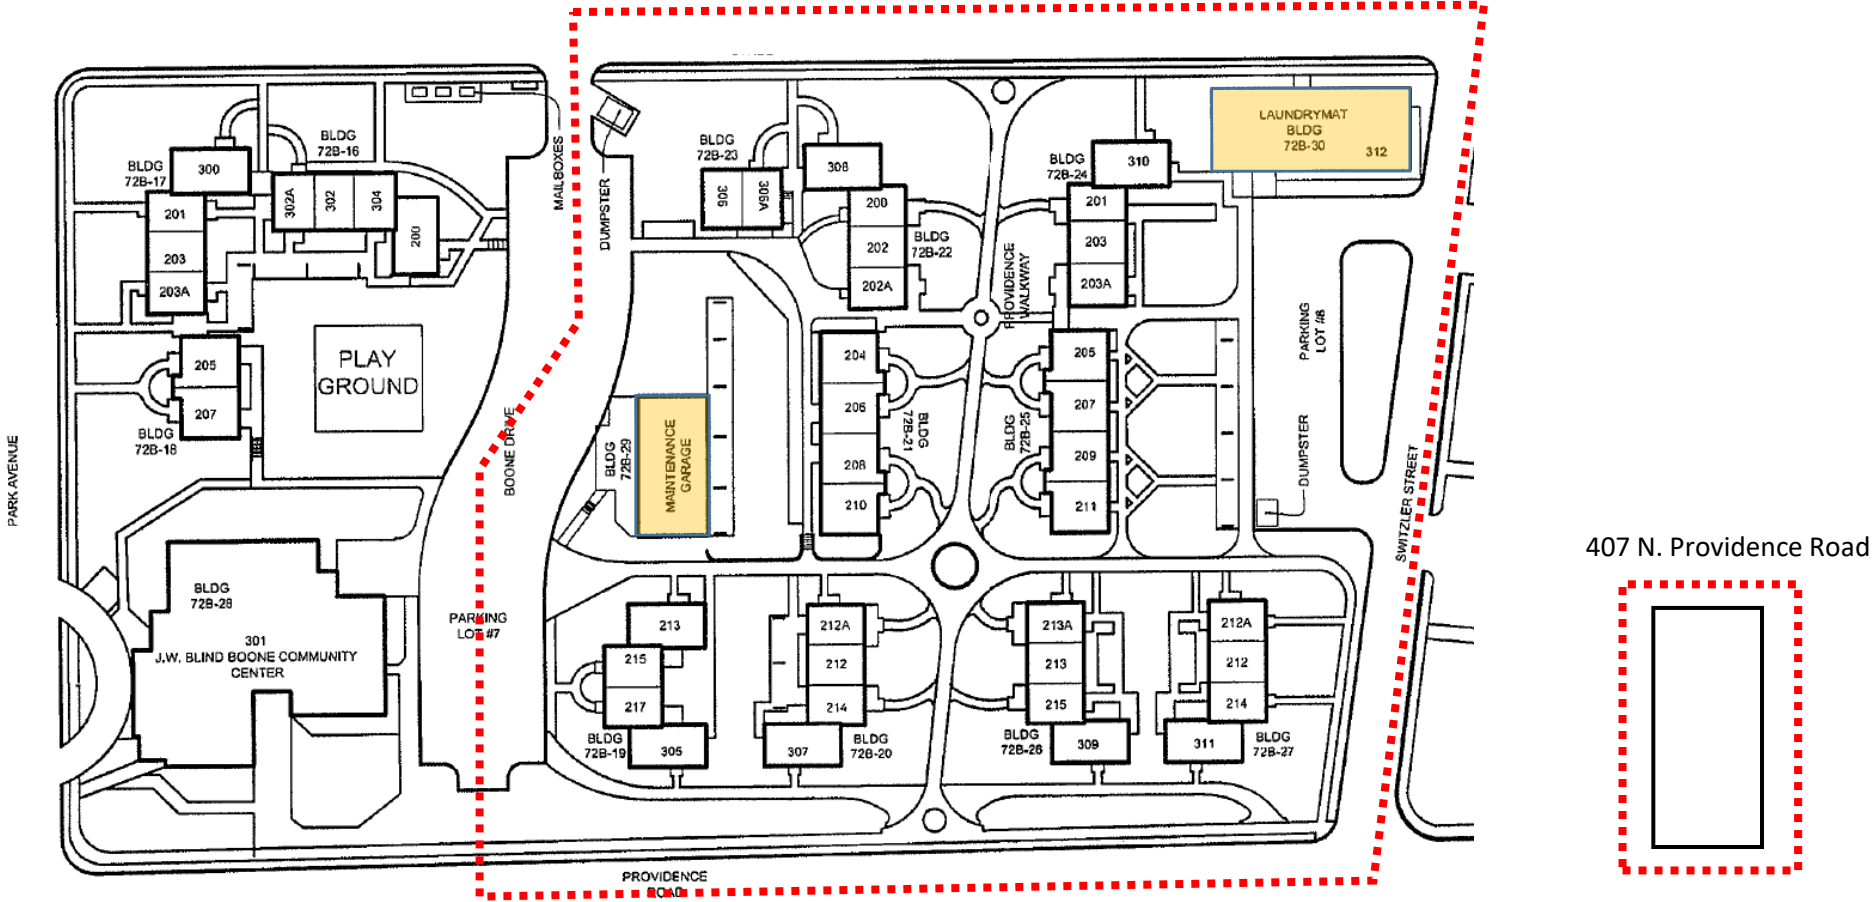 BLDG
72B-17
300
BLDG
72B-16
201
203
203A
302A
302
304
200
205
207
BLDG
72B-18
PLAY
GROUND
PARK AVENUE
BLDG
72B-28
301
J.W. BLIND BOONE COMMUNITY
CENTER
MAILBOXES
DUMPSTER
BOONE DRIVE
PARKING
LOT #7
BLDG
72B-23
306
306A
308
200
202
202A
BLDG
72B-22
PROVIDENCE
WALKWAY
BLDG
72B-24
310
201
203
203A
LAUNDRYMAT
BLDG
72B-30
312
BLDG
72B-29
MAINTENANCE
GARAGE
204
206
208
210
BLDG
72B-21
BLDG
72B-25
205
207
209
211
PARKING
LOT #8
DUMPSTER
SWITZLER STREET
213
215
217
305
BLDG
72B-19
212A
212
214
307
BLDG
72B-20
213A
213
215
309
BLDG
72B-26
212A
212
214
311
BLDG
72B-27
PROVIDENCE
ROAD
407 N. Providence Road